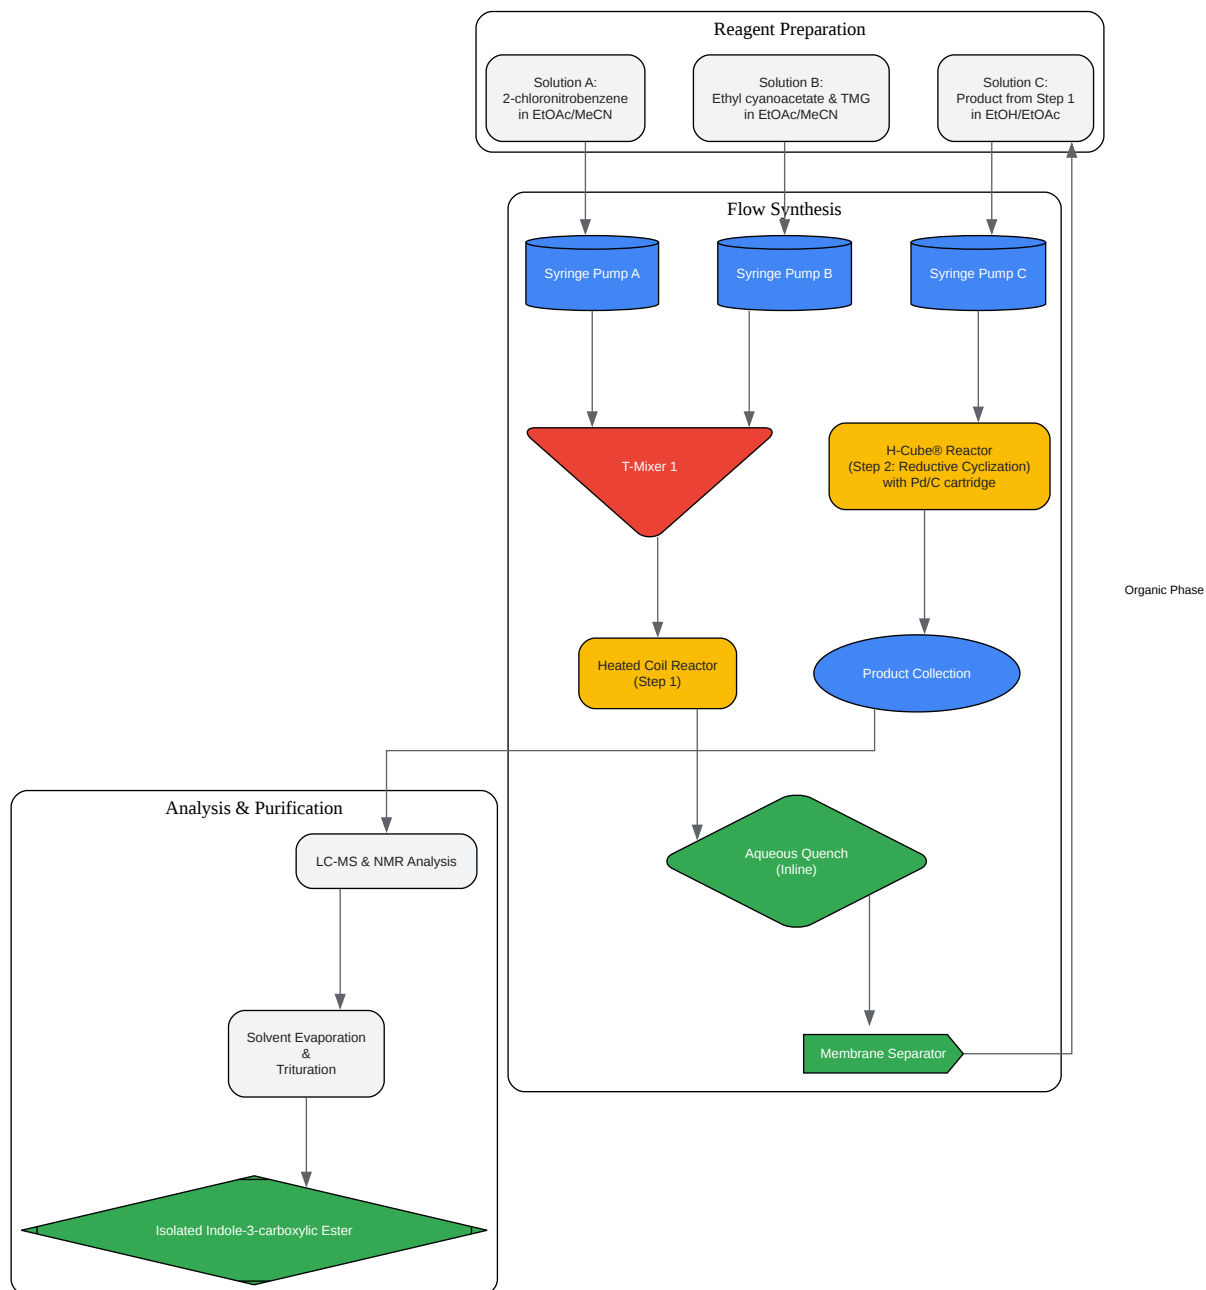 Reagent Preparation
Solution A:
2-chloronitrobenzene
in EtOAc/MeCN
Solution B:
Ethyl cyanoacetate & TMG
in EtOAc/MeCN
Solution C:
Product from Step 1
in EtOH/EtOAc
Flow Synthesis
Syringe Pump A
Syringe Pump B
Syringe Pump C
T-Mixer 1
H-Cube® Reactor
(Step 2: Reductive Cyclization)
with Pd/C cartridge
Organic Phase
Heated Coil Reactor
(Step 1)
Product Collection
Analysis & Purification
LC-MS & NMR Analysis
Aqueous Quench
(Inline)
Solvent Evaporation
&
Trituration
Membrane Separator
Isolated Indole-3-carboxylic Ester